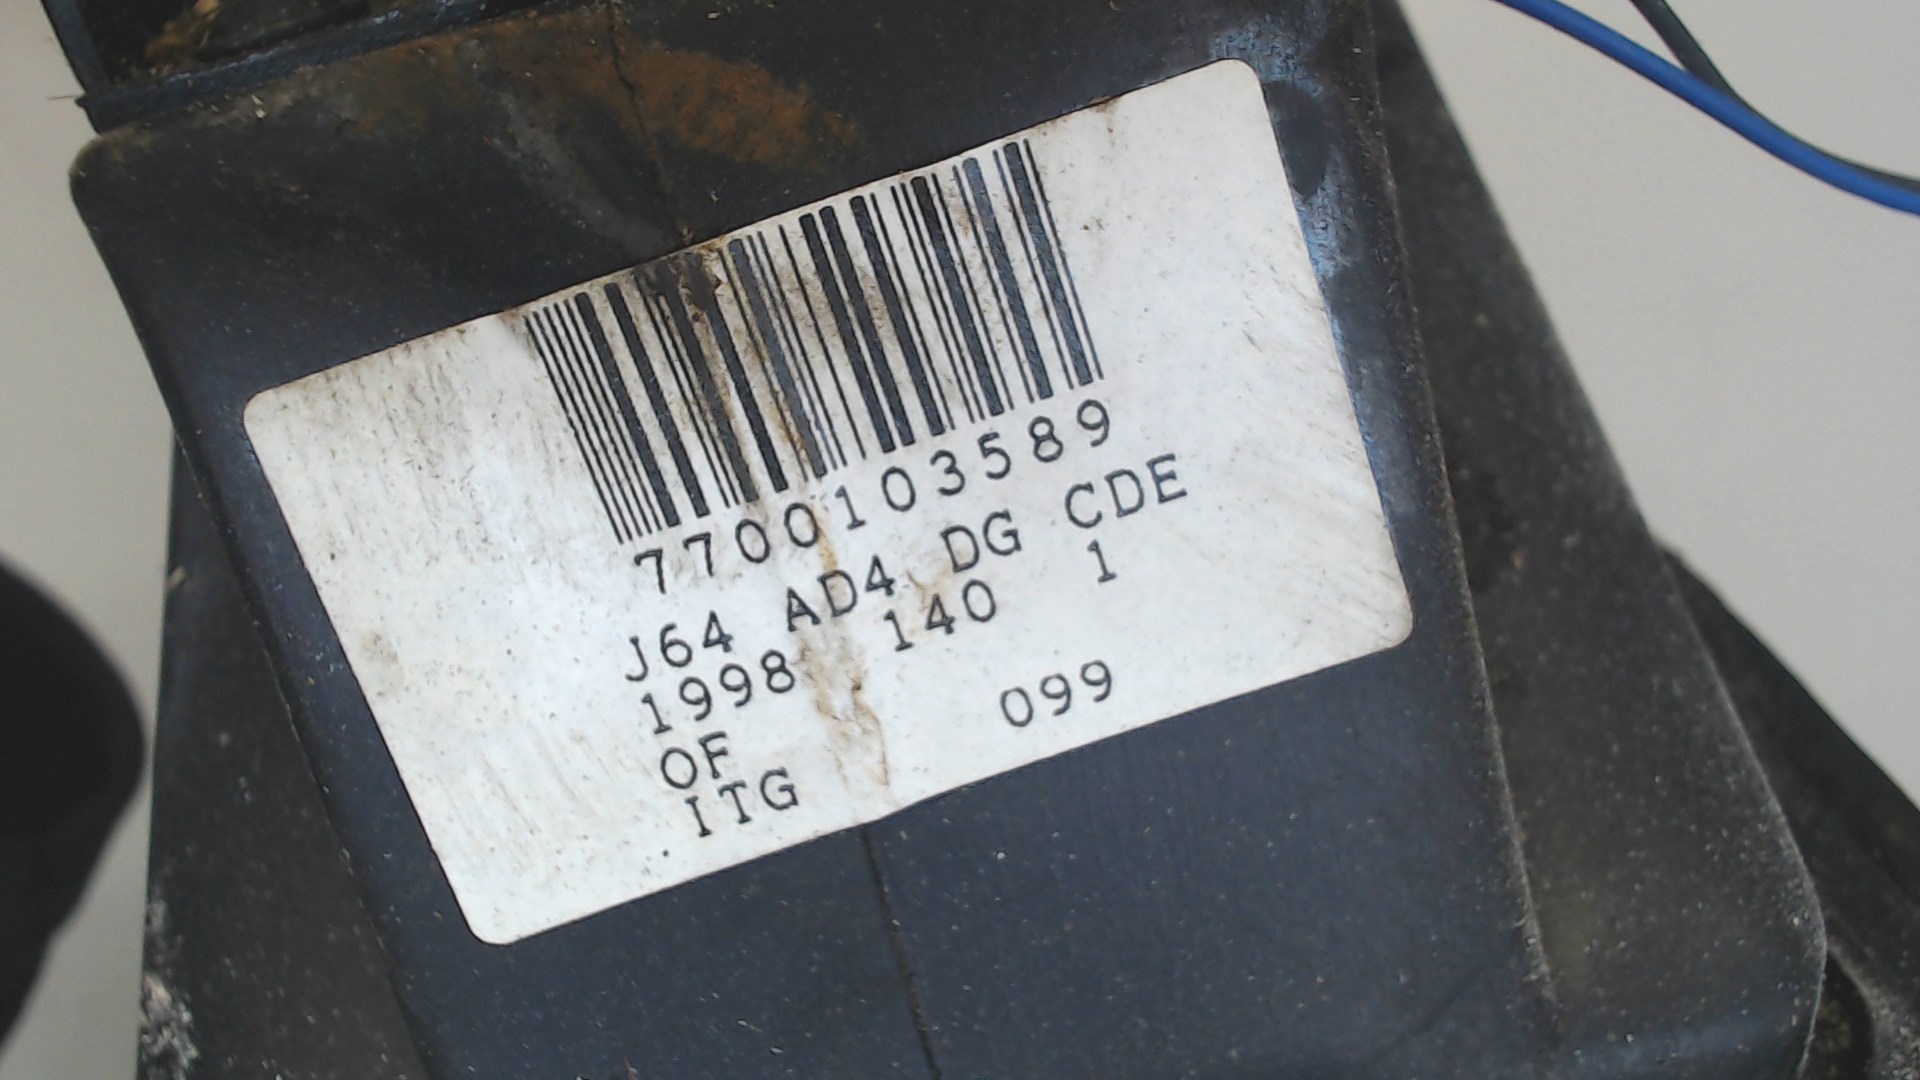 7700103589
J64 AD4 DG CDE
1998 140 1
OF 099
ITG